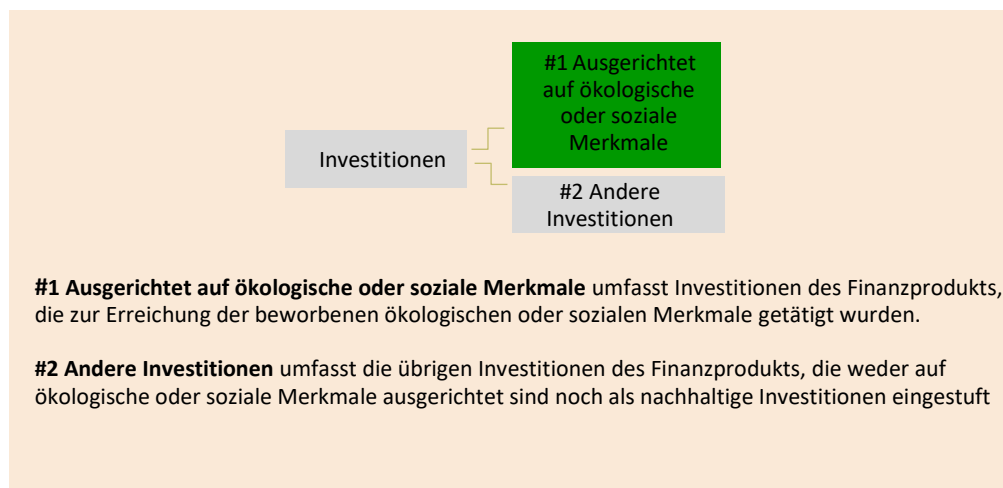 #1 Ausgerichtet
auf ökologische
oder soziale
Merkmale
Investitionen
#2 Andere
Investitionen
#1 Ausgerichtet auf ökologische oder soziale Merkmale umfasst Investitionen des Finanzprodukts,
die zur Erreichung der beworbenen ökologischen oder sozialen Merkmale getätigt wurden.
#2 Andere Investitionen umfasst die übrigen Investitionen des Finanzprodukts, die weder auf
ökologische oder soziale Merkmale ausgerichtet sind noch als nachhaltige Investitionen eingestuft